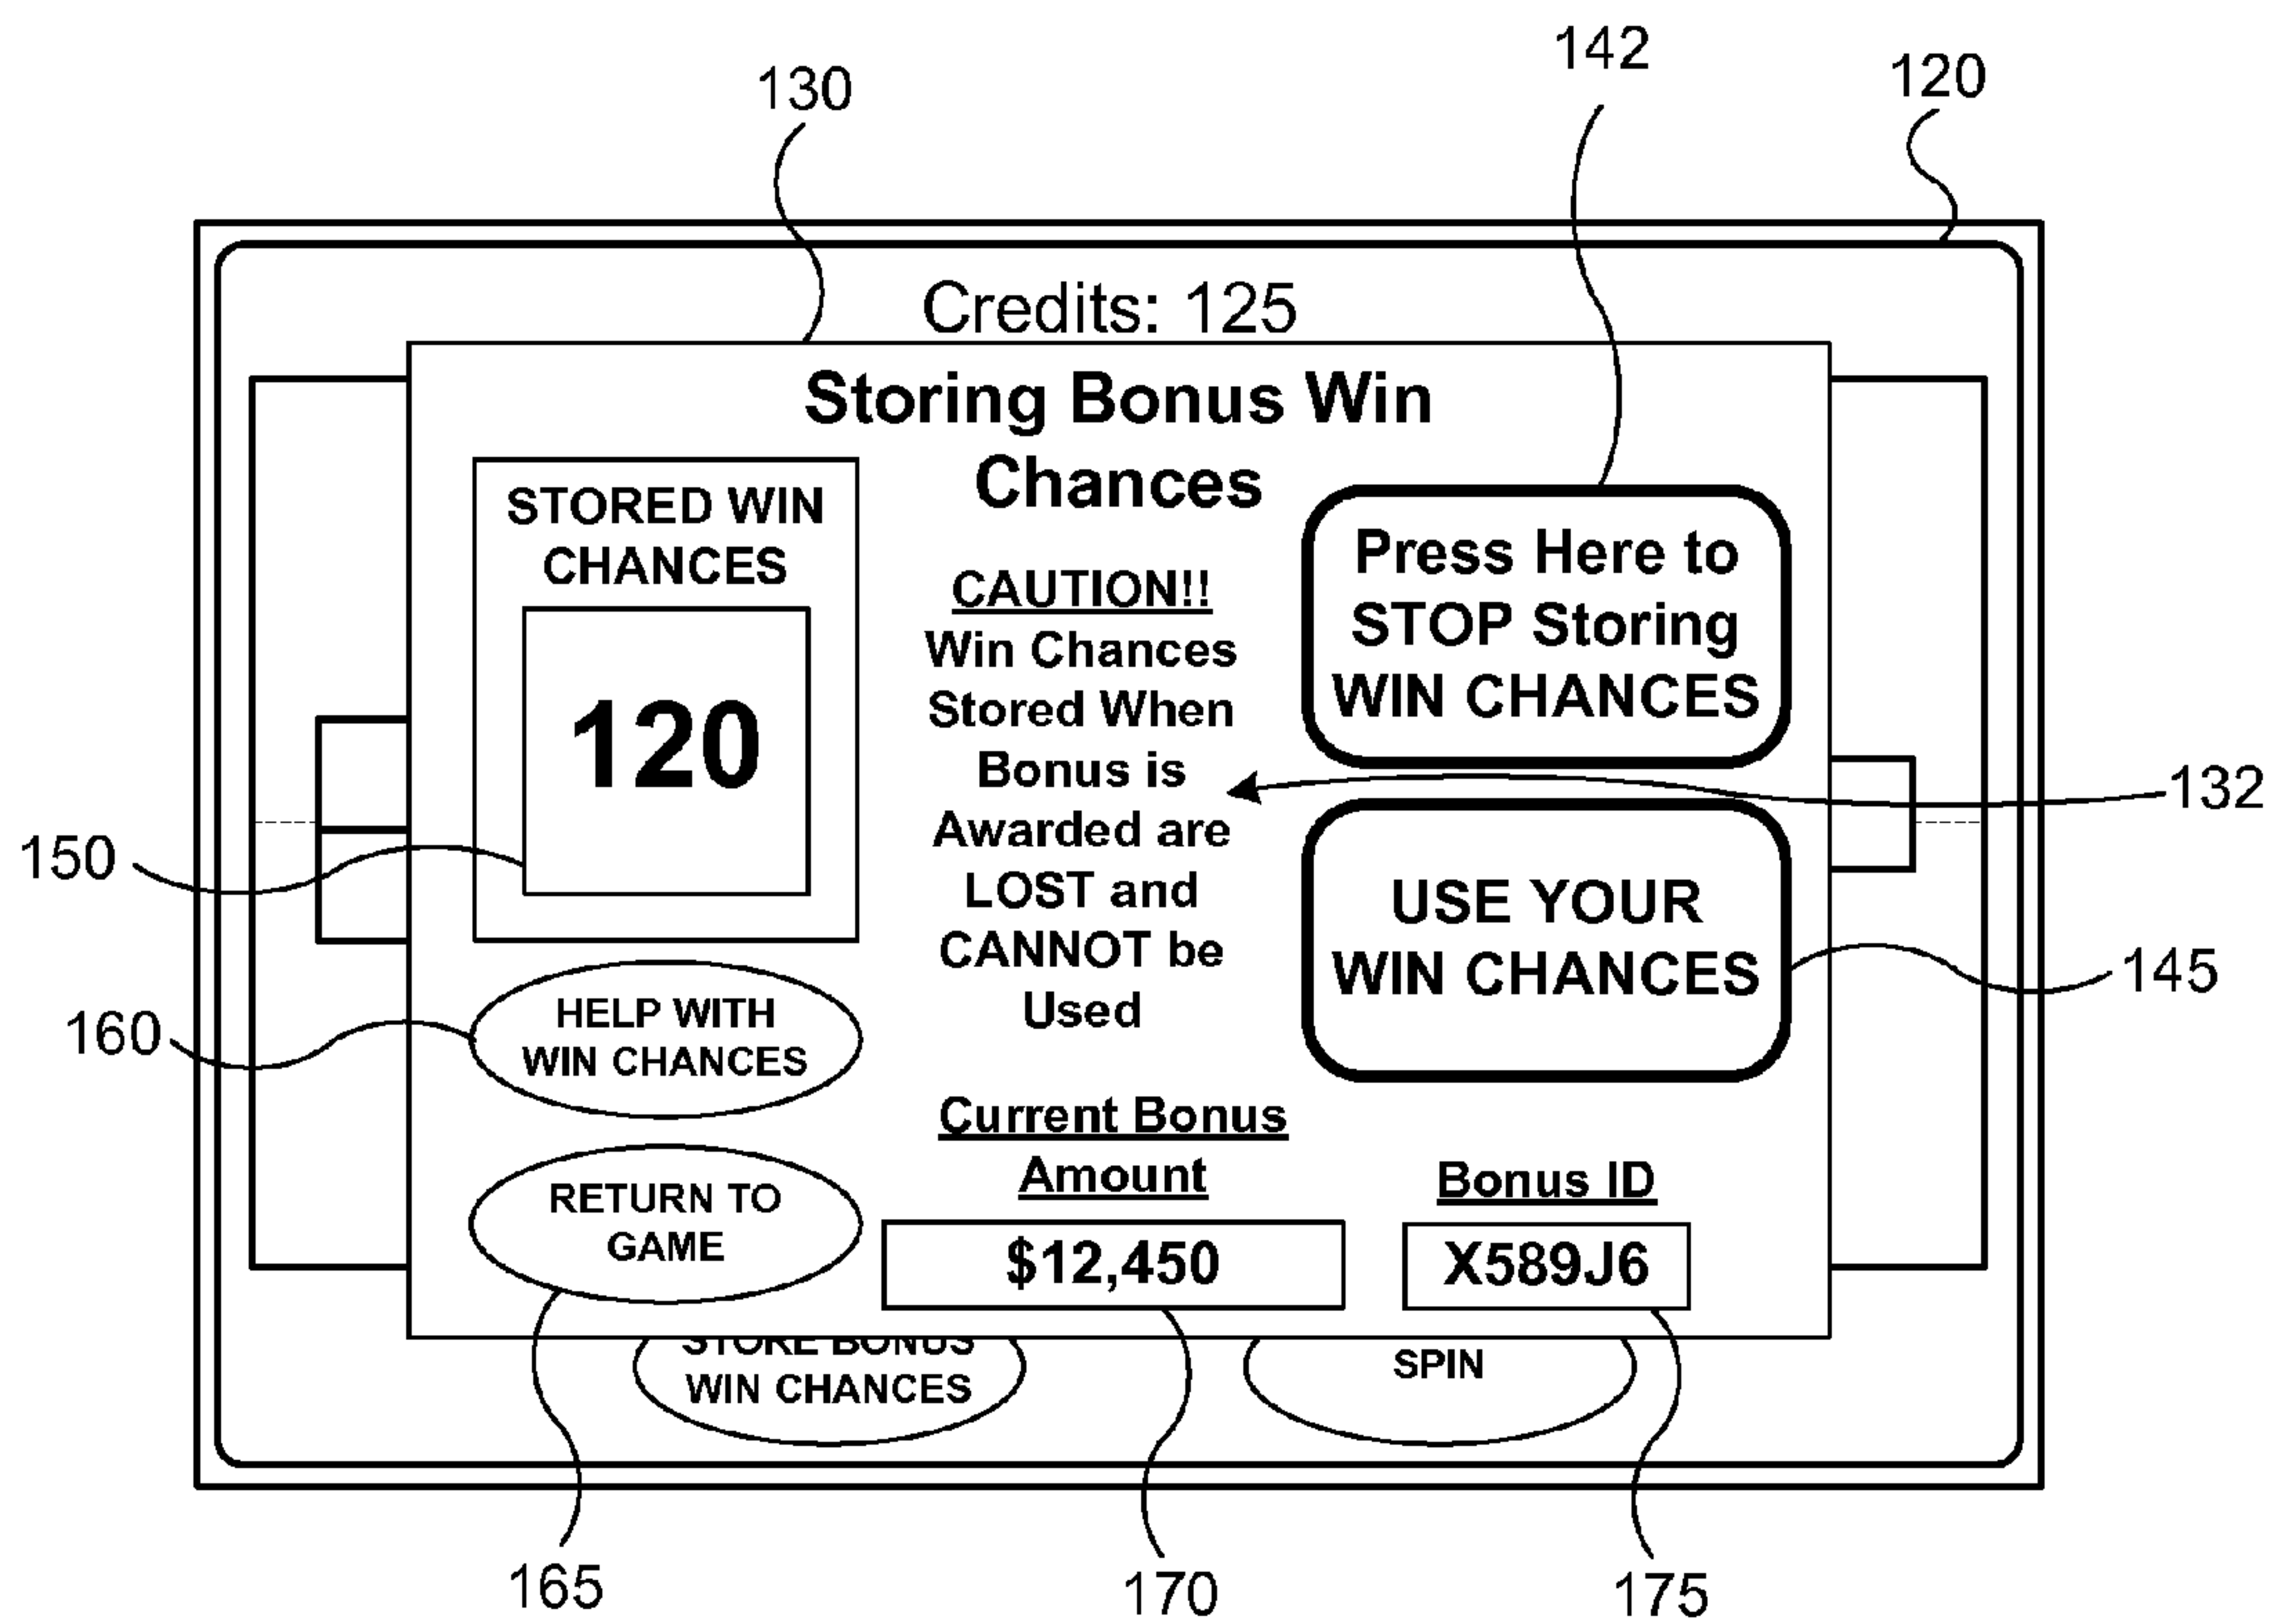 142
120
130
Credits: 125
Storing Bonus Win
Chances
STORED WIN
CHANCES
120
CAUTION!!
Win Chances
Stored When
Bonus is
Awarded are
LOST and
CANNOT be
Used
Press Here to
STOP Storing
WIN CHANCES
132
150
USE YOUR
WIN CHANCES
145
160
HELP WITH
WIN CHANCES
RETURN TO
GAME
Current Bonus
Amount
$12,450
Bonus ID
X589J6
STORE BONUS
WIN CHANCES
SPIN
165
170
175